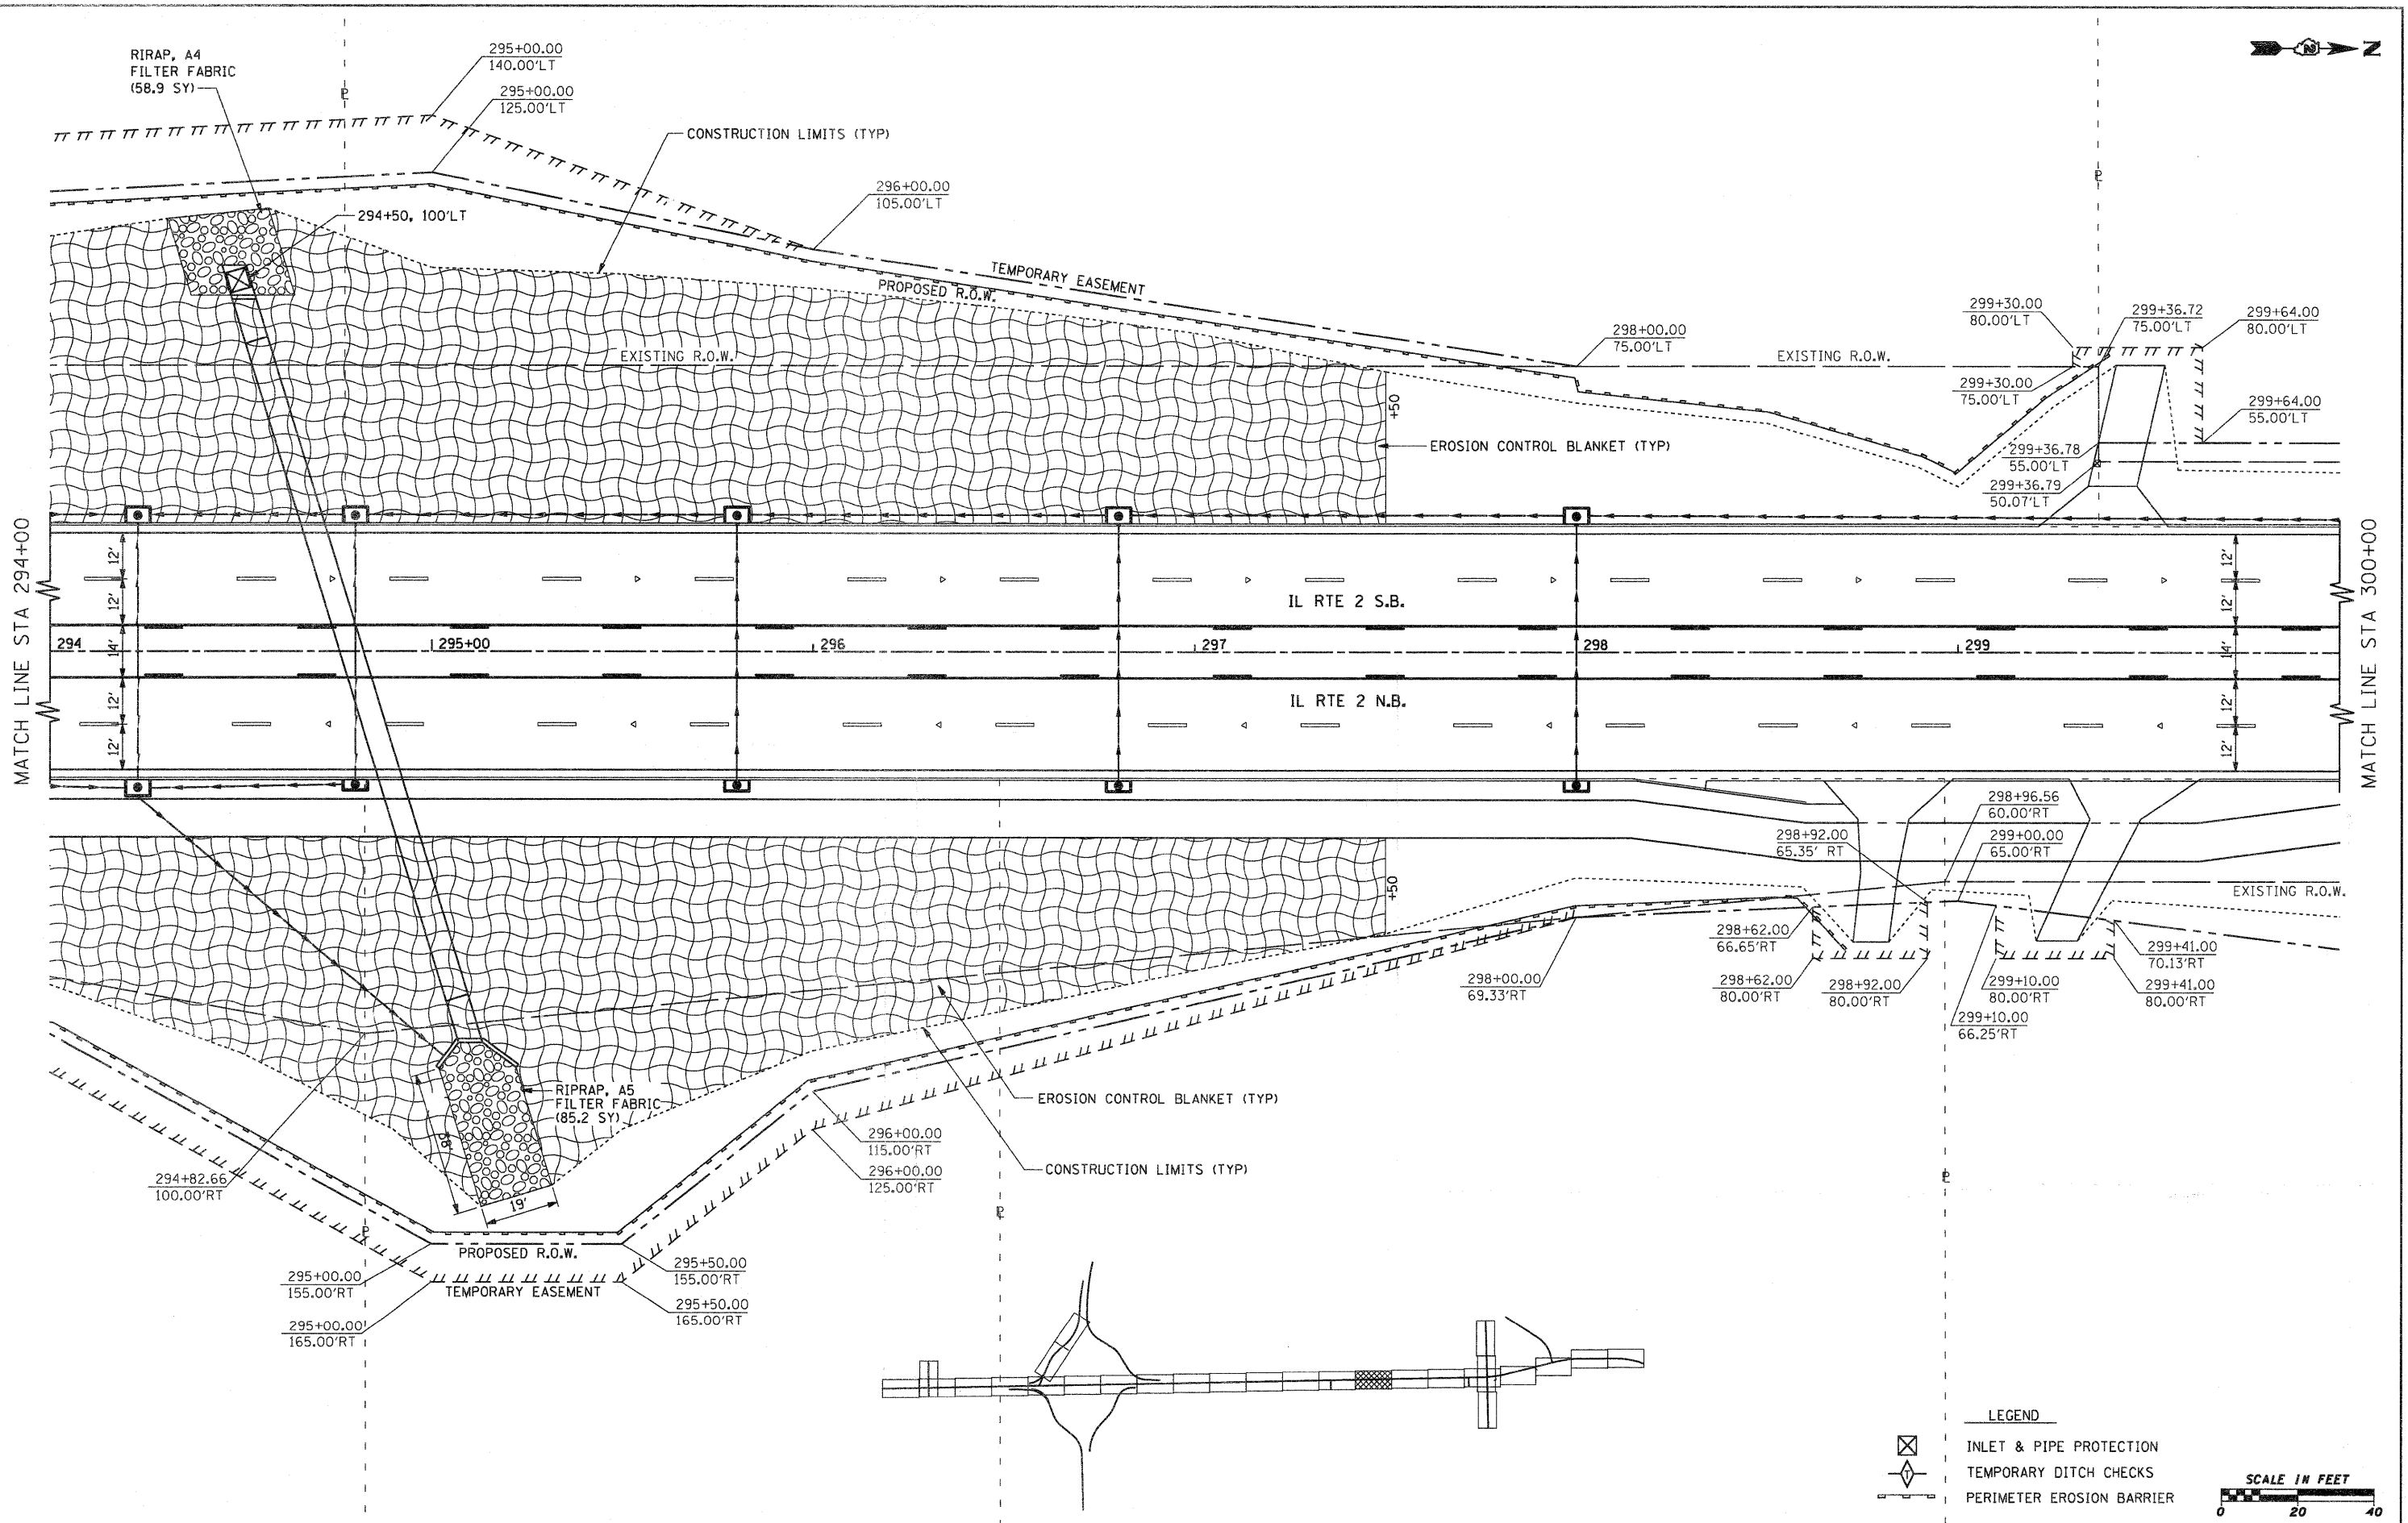 RIRAP, A4
FILTER FABRIC
(58.9 SY)
295+00.00
140.00'LT
295+00.00
125.00'LT
CONSTRUCTION LIMITS (TYP)
N
294+50, 100'LT
296+00.00
105.00'LT
TEMPORARY EASEMENT
PROPOSED R.O.W.
EXISTING R.O.W.
298+00.00
75.00'LT
EXISTING R.O.W.
299+30.00
80.00'LT
299+36.72
75.00'LT
299+64.00
80.00'LT
299+30.00
75.00'LT
299+64.00
55.00'LT
+50
EROSION CONTROL BLANKET (TYP)
299+36.78
55.00'LT
299+36.79
50.07'LT
MATCH LINE STA 294+00
12'
12'
14'
12'
12'
IL RTE 2 S.B.
294
295+00
296
297
298
299
IL RTE 2 N.B.
12'
12'
14'
12'
12'
MATCH LINE STA 300+00
298+96.56
60.00'RT
298+92.00
65.35' RT
299+00.00
65.00'RT
+50
EXISTING R.O.W.
298+62.00
66.65'RT
298+00.00
69.33'RT
298+62.00
80.00'RT
298+92.00
80.00'RT
299+10.00
80.00'RT
299+41.00
70.13'RT
299+41.00
80.00'RT
299+10.00
66.25'RT
RIPRAP, A5
FILTER FABRIC
(85.2 SY)
19'
EROSION CONTROL BLANKET (TYP)
296+00.00
115.00'RT
296+00.00
125.00'RT
CONSTRUCTION LIMITS (TYP)
294+82.66
100.00'RT
PROPOSED R.O.W.
TEMPORARY EASEMENT
295+00.00
155.00'RT
295+50.00
155.00'RT
295+00.00
165.00'RT
295+50.00
165.00'RT
LEGEND
INLET & PIPE PROTECTION
T
TEMPORARY DITCH CHECKS
PERIMETER EROSION BARRIER
SCALE IN FEET
0 20 40